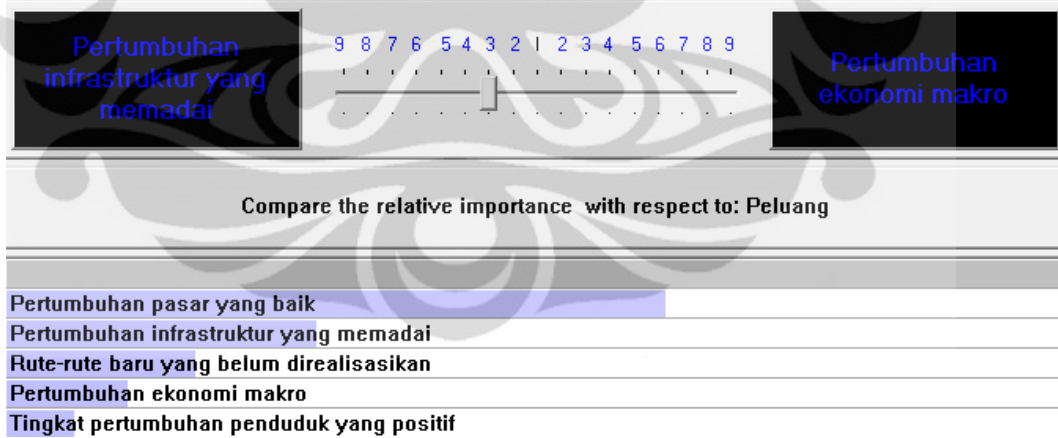 Pertumbuhan
infrastruktur yang
memadai
9 8 7 6 5 4 3 2 | 2 3 4 5 6 7 8 9
Pertumbuhan
ekonomi makro
Compare the relative importance with respect to: Peluang
Pertumbuhan pasar yang baik
Pertumbuhan infrastruktur yang memadai
Rute-rute baru yang belum direalisasikan
Pertumbuhan ekonomi makro
Tingkat pertumbuhan penduduk yang positif